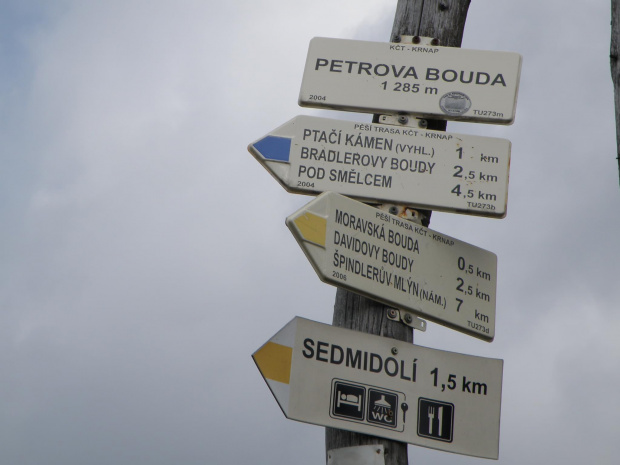 KČT - KRNAP
PETROVA BOUDA
1 285 m
2004
TU273m
PĚŠÍ TRASA KČT - KRNAP
PTAČÍ KÁMEN (VYHL.) 1 km
BRADLEROVY BOUDY 2,5 km
POD SMĚLCEM 4,5 km
2004
TU273b
PĚŠÍ TRASA KČT - KRNAP
MORAVSKÁ BOUDA 0,5 km
DAVIDOVY BOUDY 2,5 km
ŠPINDLERŮV MLÝN (NÁM.) 7 km
2006
TU273d
SEDMIDOLÍ 1,5 km
WC